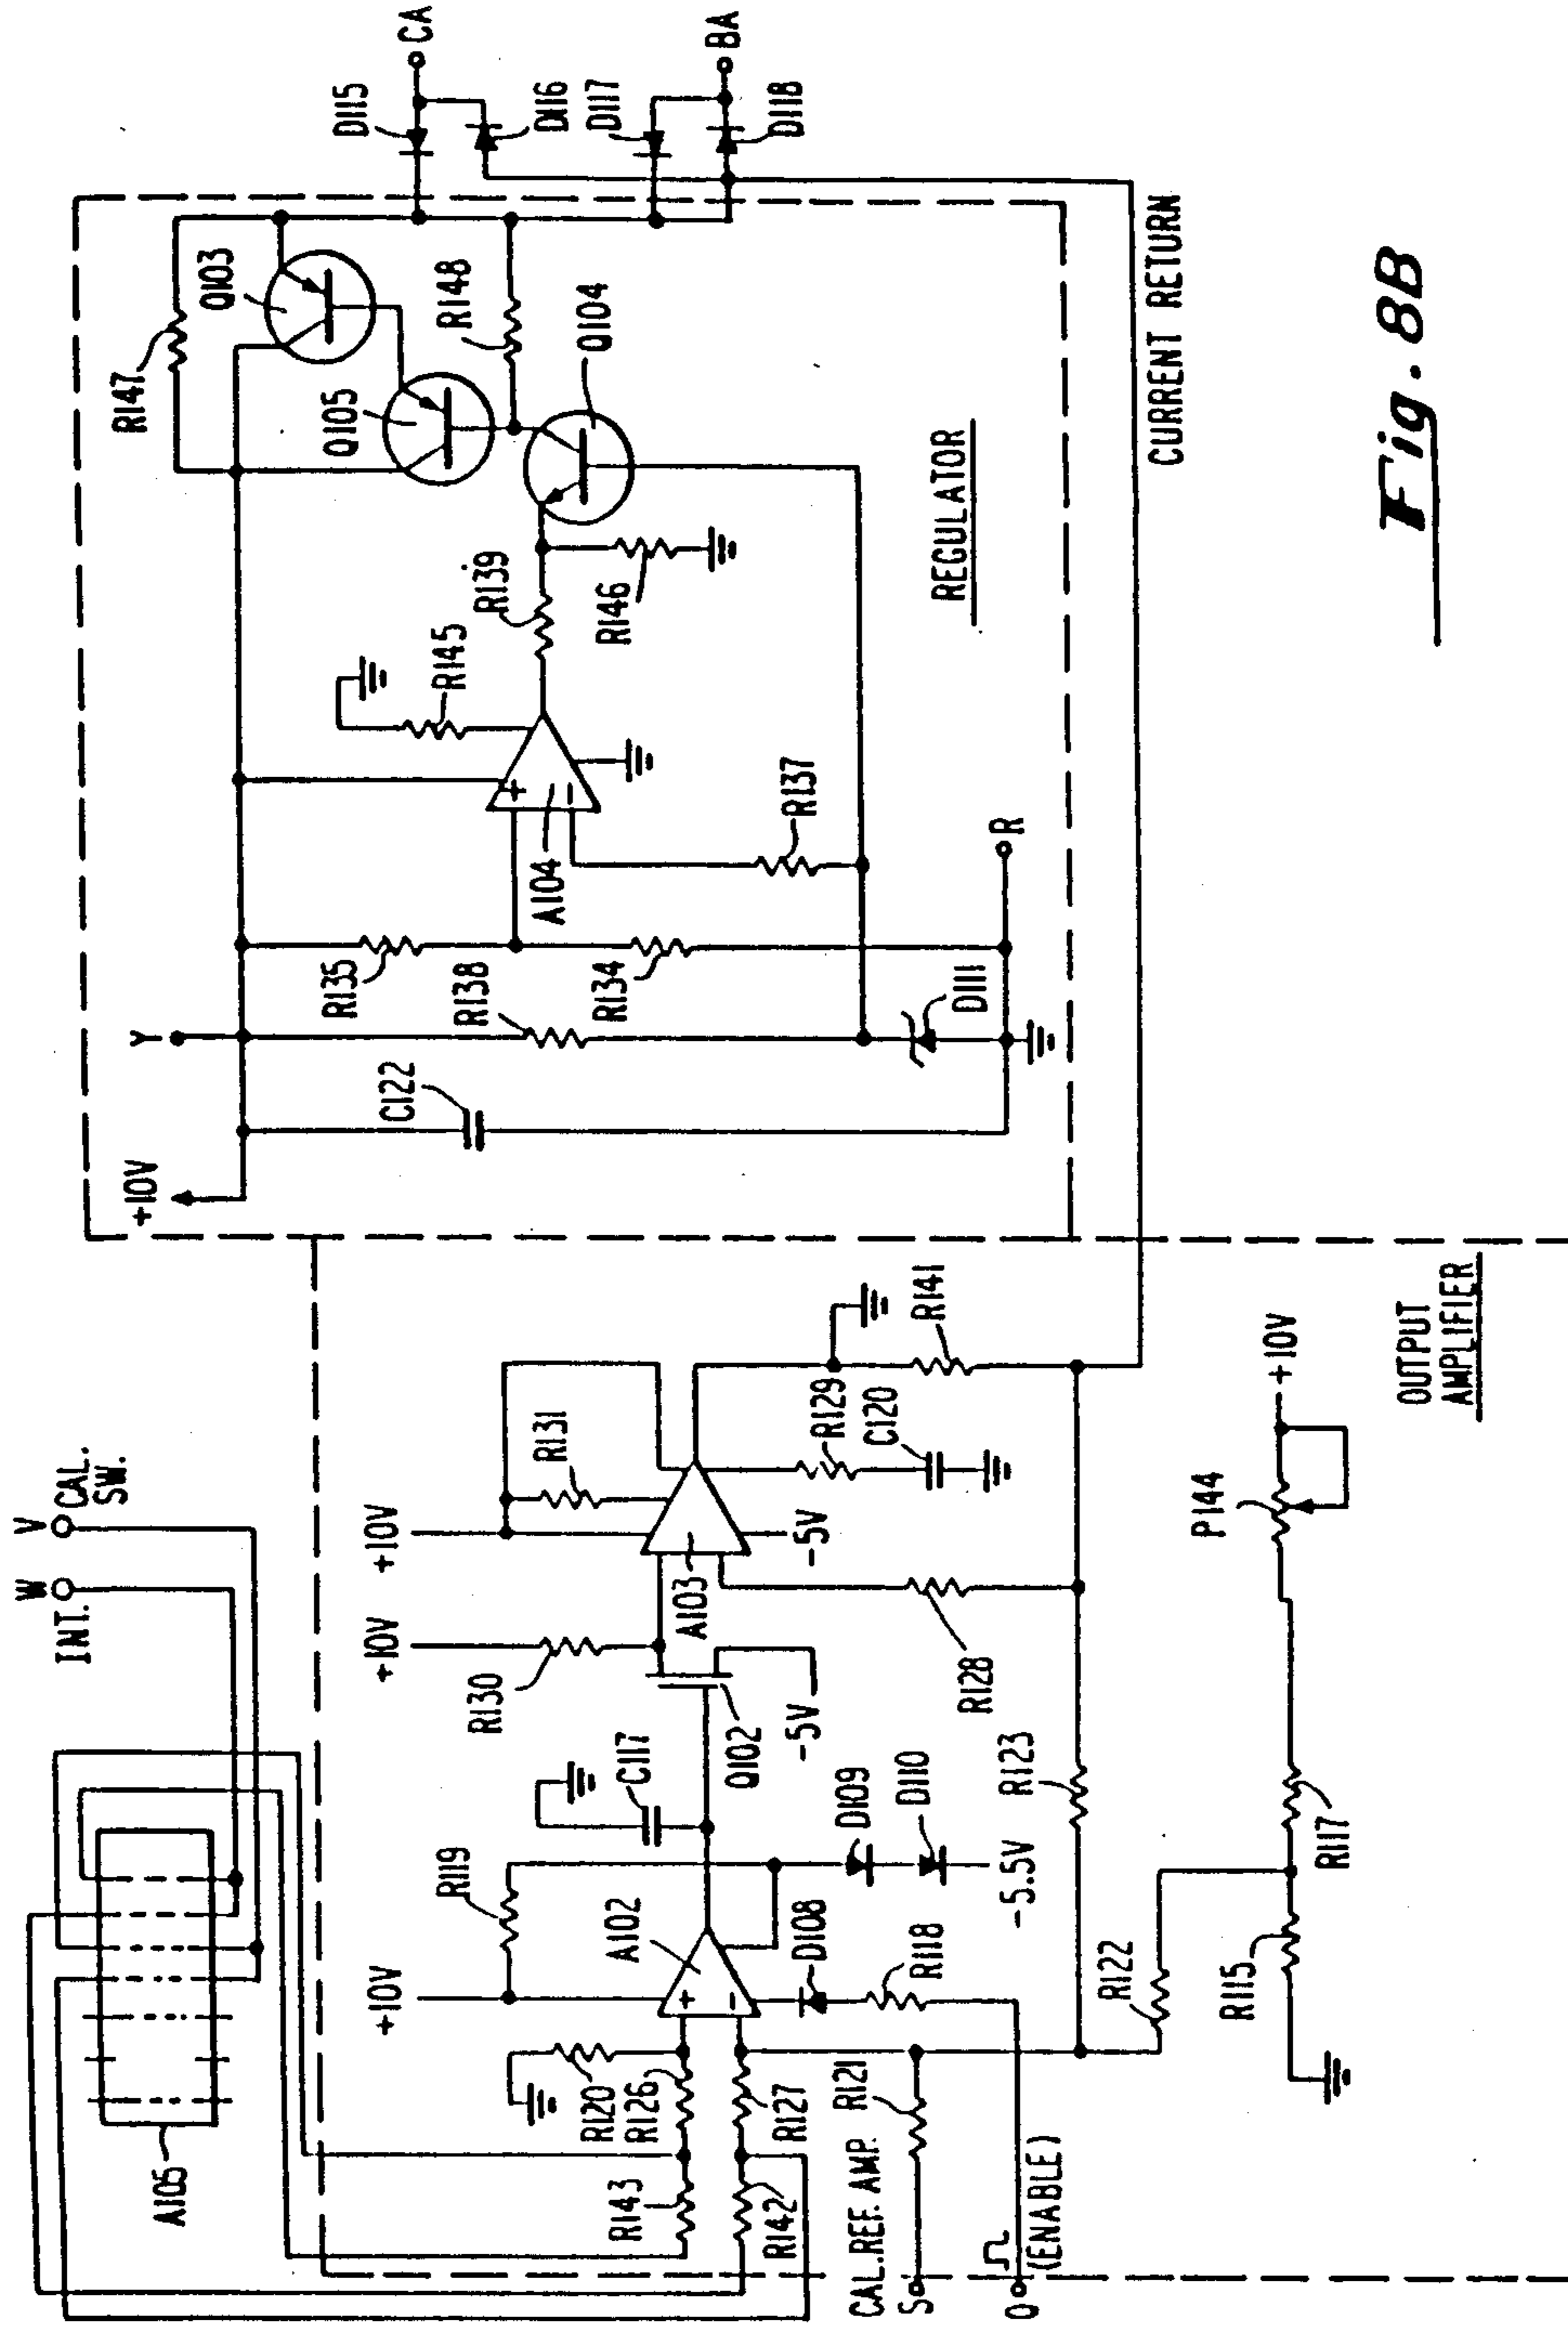 V
CAL.
SW.
W
INT.
A105
+10V
R119
C117
+10V
R130
+10V
R131
A102
A103
R120
R126
R143
R127
R142
D108
R118
D109
D110
-5.5V
Q102
-5V
-5V
R129
C120
R128
R141
R123
CAL.REF. AMP.
R121
S
Q
(ENABLE)
R122
R115
R117
P144
+10V
OUTPUT
AMPLIFIER
+10V
Y
C122
R135
R138
R134
D111
R
A104
R137
R145
R139
R146
R147
Q103
Q105
R148
Q104
REGULATOR
D115
CA
D116
D117
BA
D118
CURRENT RETURN
Fig. 8B
+
-
+
-